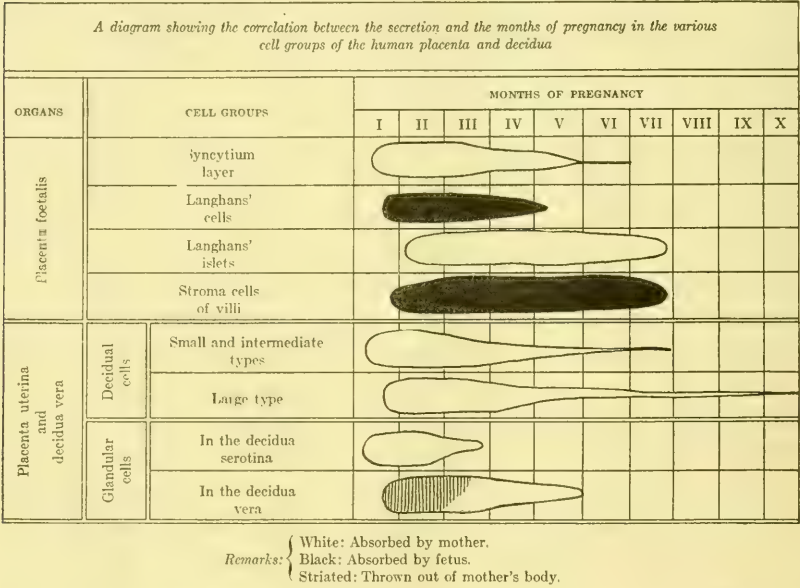 A diagram showing the correlation between the secretion and the months of pregnancy in the various
cell groups of the human placenta and decidua
ORGANS
CELL GROUPS
MONTHS OF PREGNANCY
I II III IV V VI VII VIII IX X
Placentæ foetalis
Syncytium
layer
Langhans'
cells
Langhans'
islets
Stroma cells
of villi
Placenta uterina
and
decidua vera
Decidual
cells
Small and intermediate
types
Large type
Glandular
cells
In the decidua
serotina
In the decidua
vera
Remarks:
White: Absorbed by mother.
Black: Absorbed by fetus.
Striated: Thrown out of mother's body.